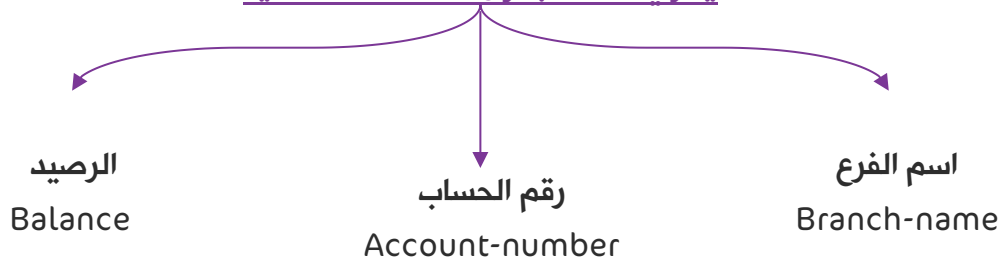 اسم الفرع
Branch-name
رقم الحساب
Account-number
الرصيد
Balance